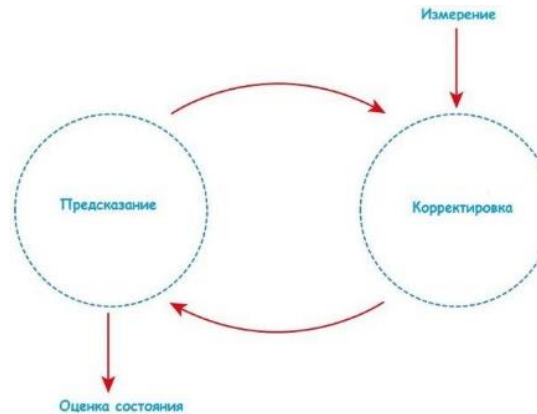 Измерение
Предсказание
Корректировка
Оценка состояния